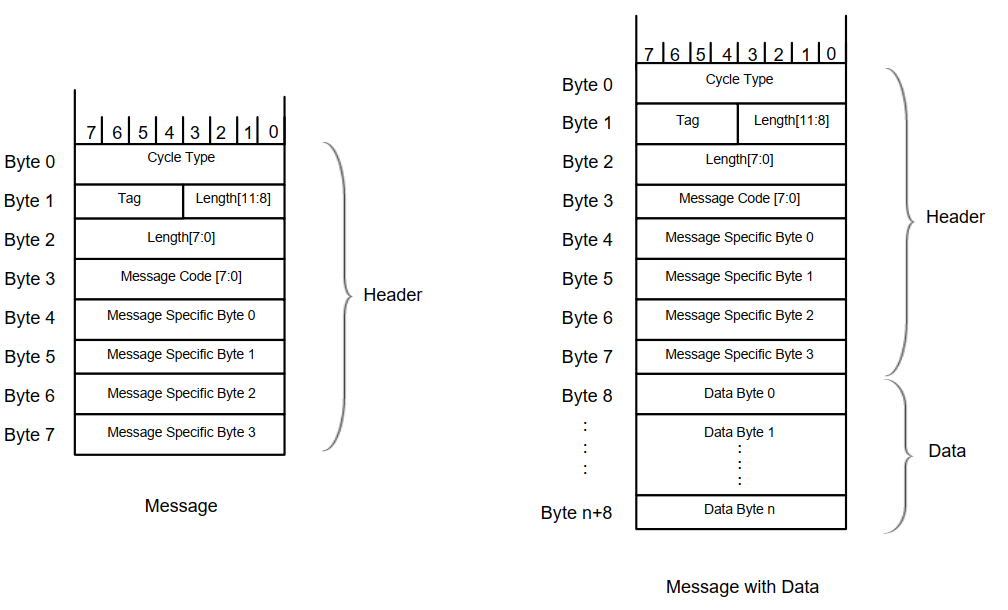 7 6 5 4 3 2 1 0
Byte 0 Cycle Type
Byte 1 Tag Length[11:8]
Byte 2 Length[7:0]
Byte 3 Message Code [7:0]
Byte 4 Message Specific Byte 0
Byte 5 Message Specific Byte 1
Byte 6 Message Specific Byte 2
Byte 7 Message Specific Byte 3
Header
Message
7 6 5 4 3 2 1 0
Byte 0 Cycle Type
Byte 1 Tag Length[11:8]
Byte 2 Length[7:0]
Byte 3 Message Code [7:0]
Byte 4 Message Specific Byte 0
Byte 5 Message Specific Byte 1
Byte 6 Message Specific Byte 2
Byte 7 Message Specific Byte 3
Header
Byte 8 Data Byte 0
: Data Byte 1
: :
: :
:
Byte n+8 Data Byte n
Data
Message with Data